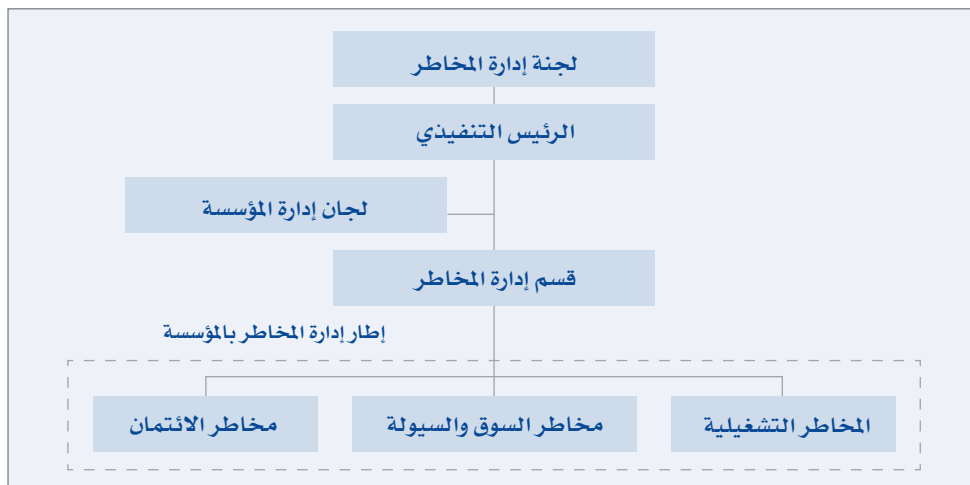 لجنة إدارة المخاطر
الرئيس التنفيذي
لجان إدارة المؤسسة
قسم إدارة المخاطر
إطار إدارة المخاطر بالمؤسسة
المخاطر التشغيلية
مخاطر السوق والسيولة
مخاطر الائتمان